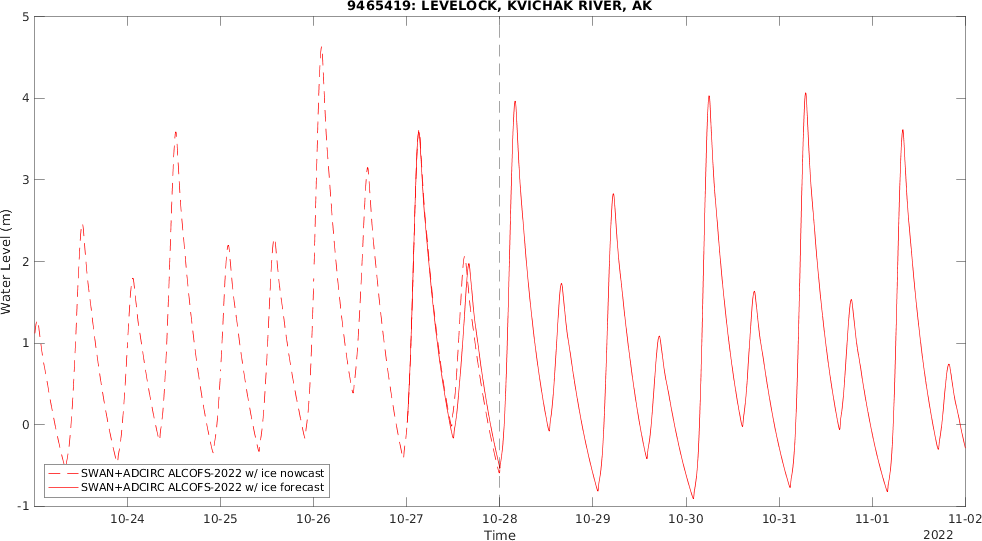 9465419: LEVELOCK, KVICHAK RIVER, AK
5
4
3
2
1
0
-1
Water Level (m)
SWAN+ADCIRC ALCOFS-2022 w/ ice nowcast
SWAN+ADCIRC ALCOFS-2022 w/ ice forecast
10-24 10-25 10-26 10-27 10-28 10-29 10-30 10-31 11-01 11-02
Time
2022